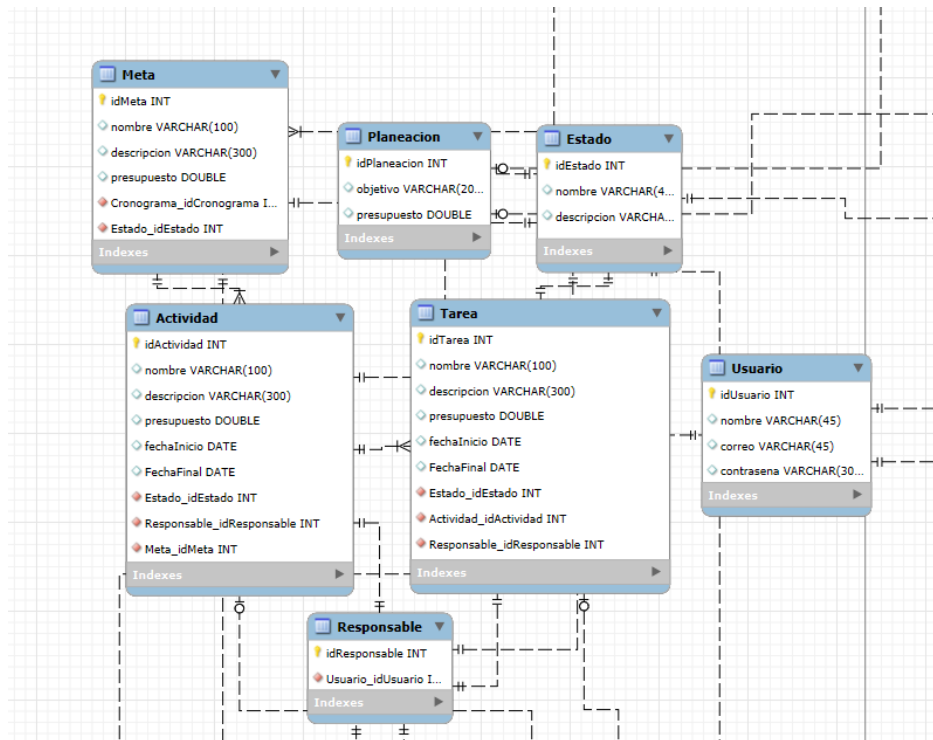 Meta
idMeta INT
nombre VARCHAR(100)
descripcion VARCHAR(300)
presupuesto DOUBLE
Cronograma_idCronograma I...
Estado_idEstado INT
Indexes
Planeacion
idPlaneacion INT
objetivo VARCHAR(20...
presupuesto DOUBLE
Indexes
Estado
idEstado INT
nombre VARCHAR(4...
descripcion VARCHA...
Indexes
Actividad
idActividad INT
nombre VARCHAR(100)
descripcion VARCHAR(300)
presupuesto DOUBLE
fechaInicio DATE
FechaFinal DATE
Estado_idEstado INT
Responsable_idResponsable INT
Meta_idMeta INT
Indexes
Tarea
idTarea INT
nombre VARCHAR(100)
descripcion VARCHAR(300)
presupuesto DOUBLE
fechaInicio DATE
FechaFinal DATE
Estado_idEstado INT
Actividad_idActividad INT
Responsable_idResponsable INT
Indexes
Usuario
idUsuario INT
nombre VARCHAR(45)
correo VARCHAR(45)
contrasena VARCHAR(30...
Indexes
Responsable
idResponsable INT
Usuario_idUsuario I...
Indexes